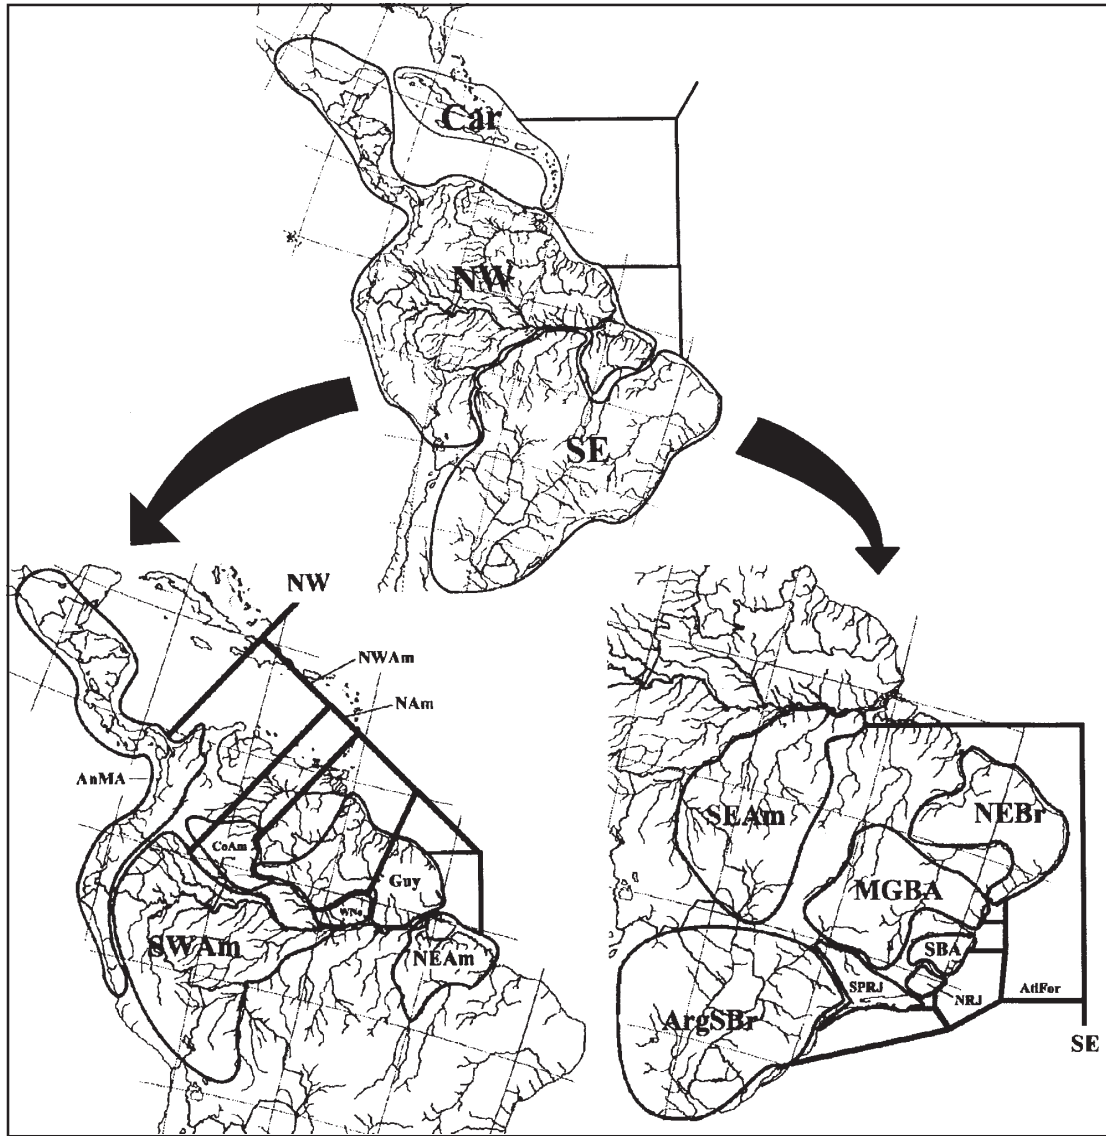 Car
NW
SE
NW
NWAm
NAm
AnMA
CoAm
Guy
WNe
SWAm
NEAm
SEAm
NEBr
MGBA
SBA
SPRJ
NRJ
AtlFor
ArgSBr
SE